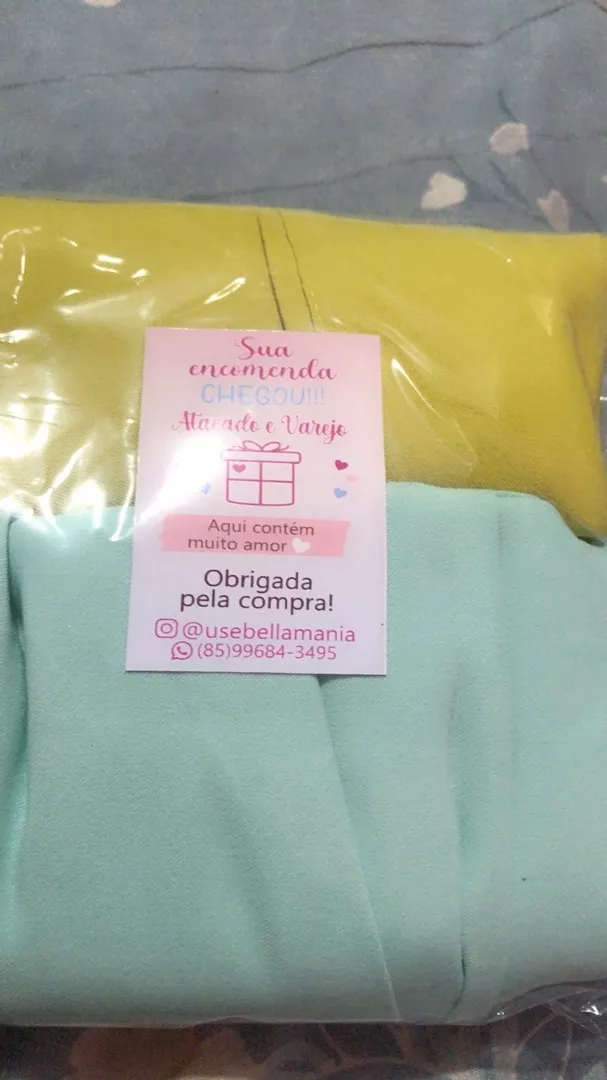 Sua
encomenda
CHEGOU!!!
Atacado e Varejo
Aqui contém
muito amor
Obrigada
pela compra!
@usebellamania
(85)99684-3495